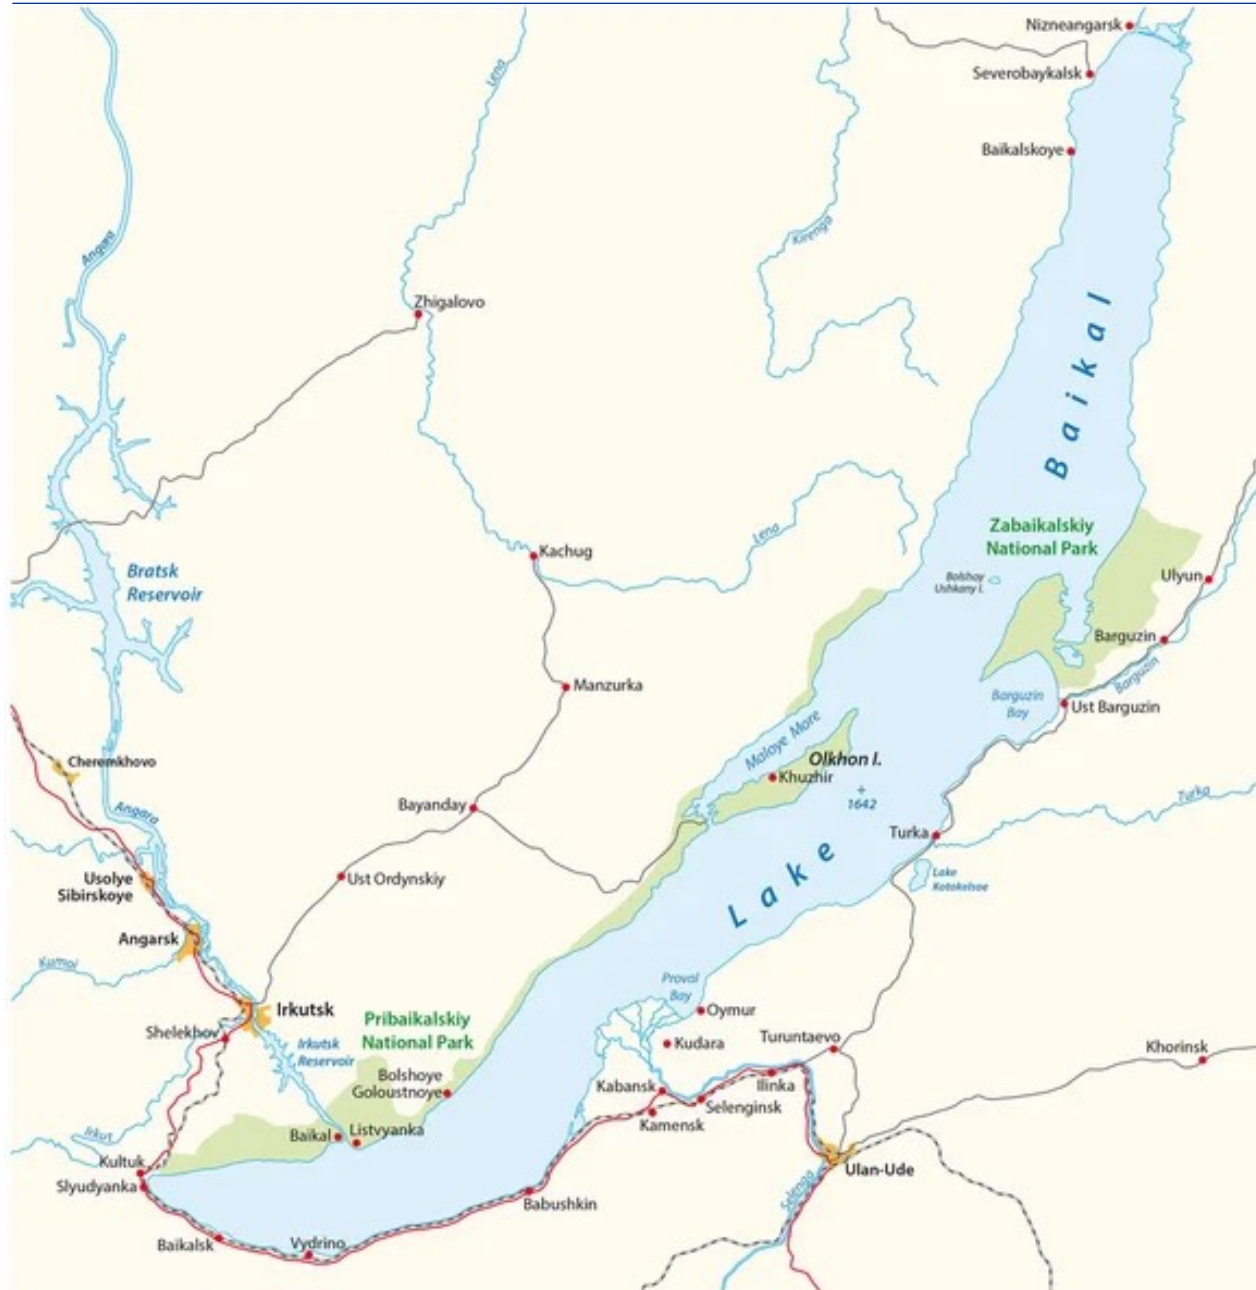 Nizneangarsk
Severobaykalsk
Lena
Baikalskoye
Angara
Kirenga
Zhigalovo
Baikal
Zabaikalskiy
National Park
Lena
Kachug
Bratsk
Reservoir
Bolshoy
Ushkany I.
Ulyun
Barguzin
Barguzin
Manzurka
Barguzin
Bay
Ust Barguzin
Malaye More
Olkhon I.
Cheremkhovo
Khuzhir
+
1642
Turka
Bayanday
Angara
Turka
Lake
Usolye
Sibirskoye
Ust Ordynskiy
Lake
Kotokelsoe
Angarsk
Kumoi
Proval
Bay
Irkutsk
Oymur
Pribaikalskiy
National Park
Shelekhov
Irkutsk
Reservoir
Kudara
Turuntaevo
Khorinsk
Bolshoye
Goloustnoye
Kabansk
Ilinka
Selenginsk
Kamensk
Irkut
Baikal
Listvyanka
Kultuk
Slyudyanka
Ulan-Ude
Selenga
Babushkin
Baikalsk
Vydrino